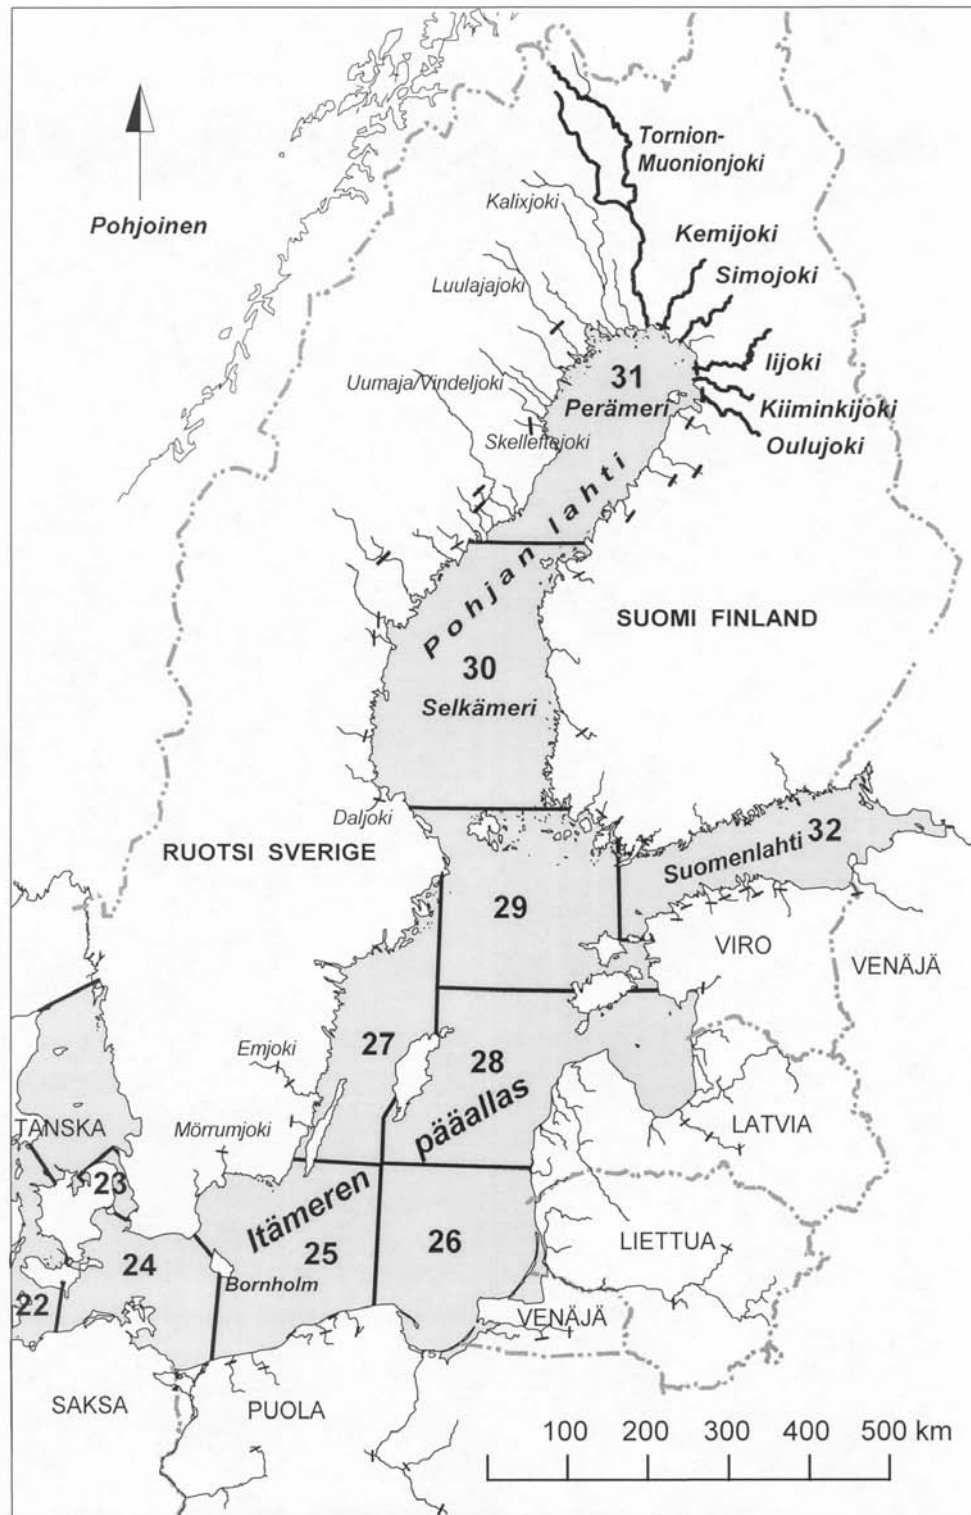 Tornion-
Muonionjoki
Pohjoinen
Kalixjoki
Kemijoki
Simojoki
Luulajajoki
Iijoki
31
Perämeri
Uumaja/Vindeljoki
Kiiminkijoki
Skelleftejoki
Oulujoki
Pohjan lahti
SUOMI FINLAND
30
Selkämeri
Daljoki
RUOTSI SVERIGE
32
Suomenlahti
29
VIRO
VENÄJÄ
27
28
Emjoki
pääallas
TANSKA
Mörrumjoki
LATVIA
23
Itämeren
24
25
26
LIETTUA
Bornholm
22
VENÄJÄ
SAKSA
PUOLA
100 200 300 400 500 km